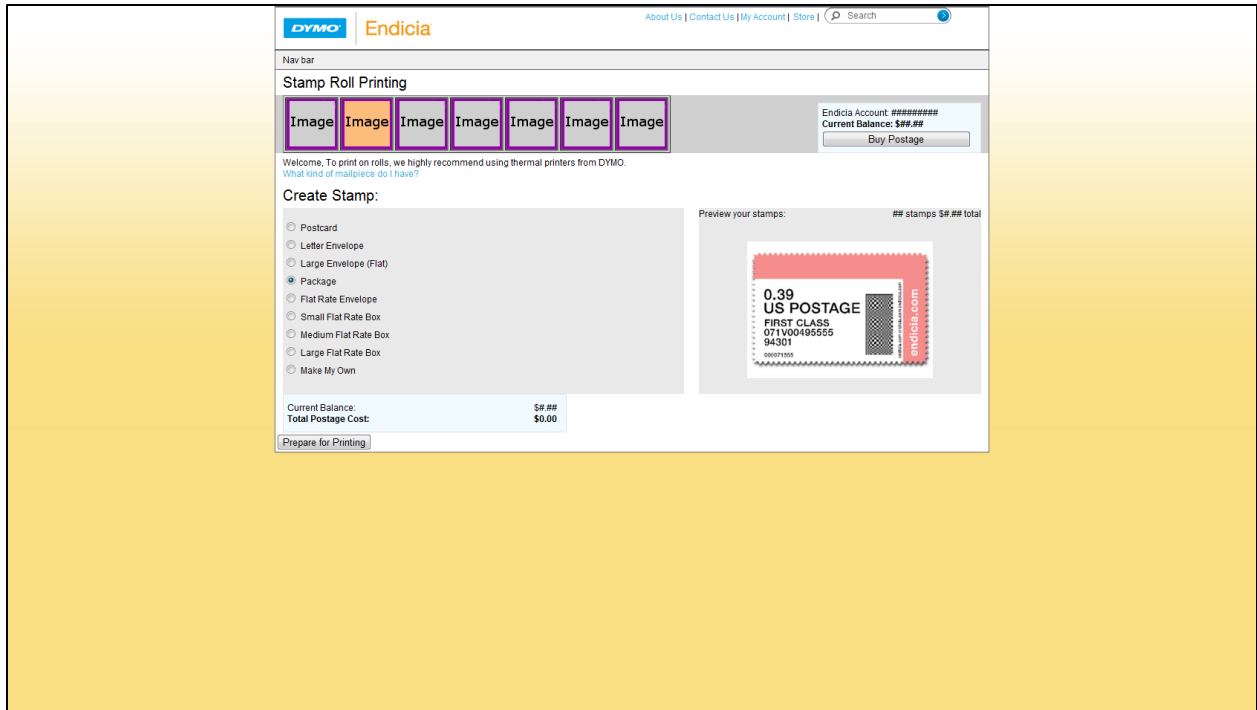 DYMO Endicia
About Us | Contact Us | My Account | Store | Search
Nav bar
Stamp Roll Printing
Image Image Image Image Image Image Image
Endicia Account: #########
Current Balance: $##.##
Buy Postage
Welcome, To print on rolls, we highly recommend using thermal printers from DYMO.
What kind of mailpiece do I have?
Create Stamp:
Postcard
Letter Envelope
Large Envelope (Flat)
Package
Flat Rate Envelope
Small Flat Rate Box
Medium Flat Rate Box
Large Flat Rate Box
Make My Own
Preview your stamps: ## stamps $#.## total
0.39
US POSTAGE
FIRST CLASS
071V00495555
94301
000071555
endicia.com
Current Balance: $#.##
Total Postage Cost: $0.00
Prepare for Printing